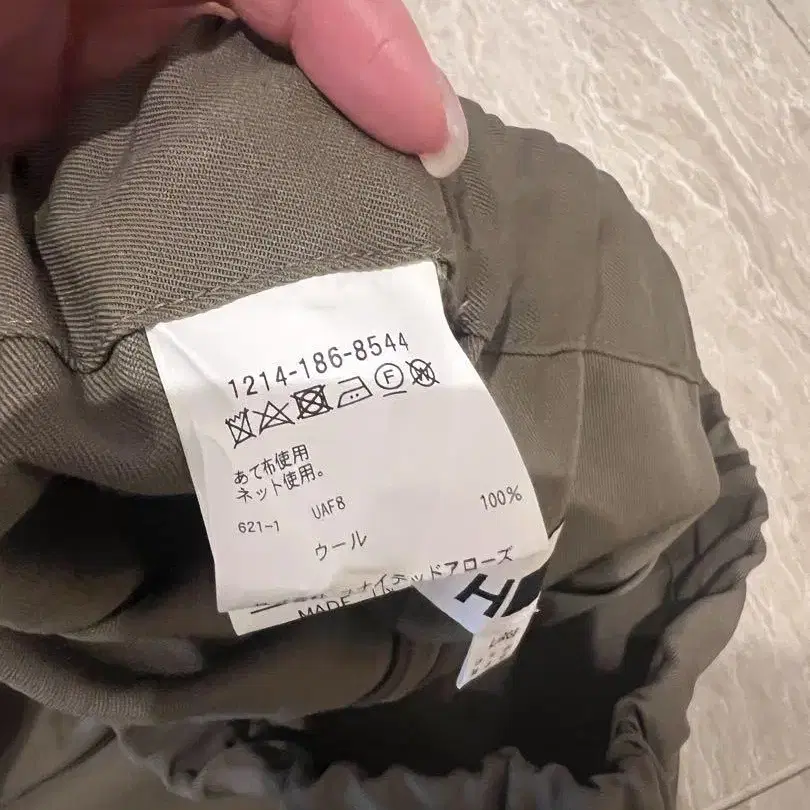 1214-186-8544
F W
あて布使用
ネット使用。
621-1 UAF8 100%
ウール
ナイテッドアローズ
MADE
H
LARGE